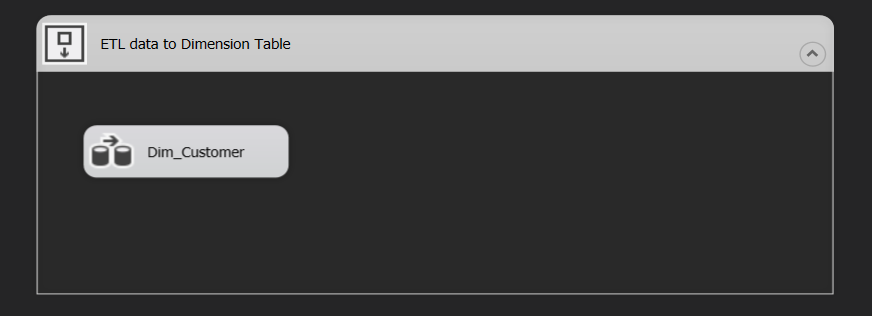 ETL data to Dimension Table
Dim_Customer